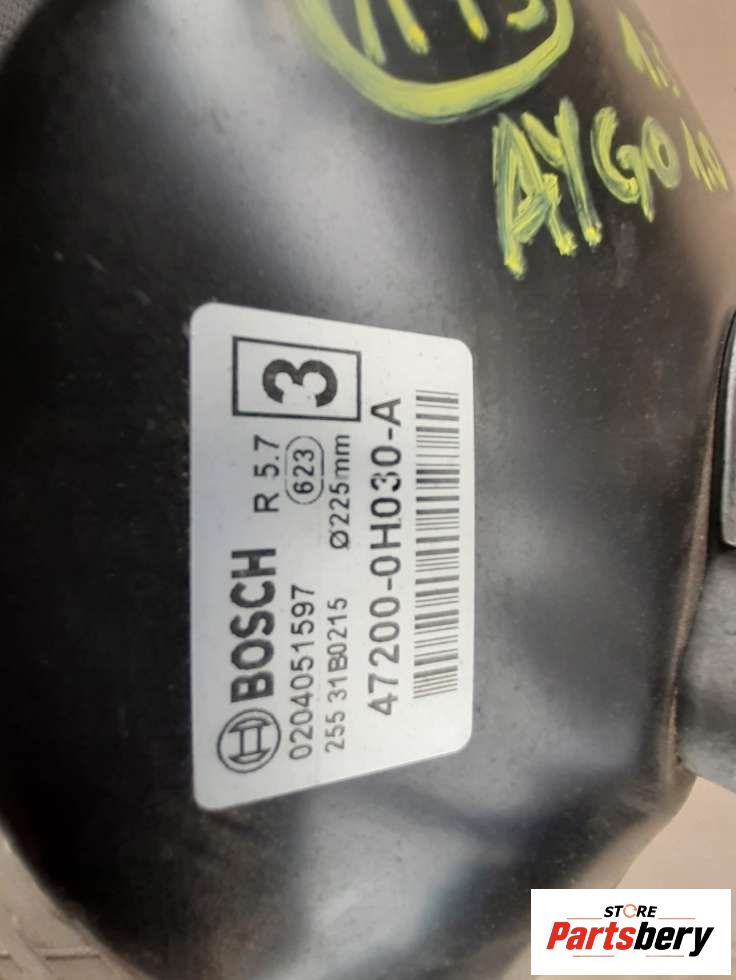 AYGO 1.0
3
BOSCH R 5.7
623
0204051597
255 31B0215 Ø225mm
47200-0H030-A
STORE
Partsbery